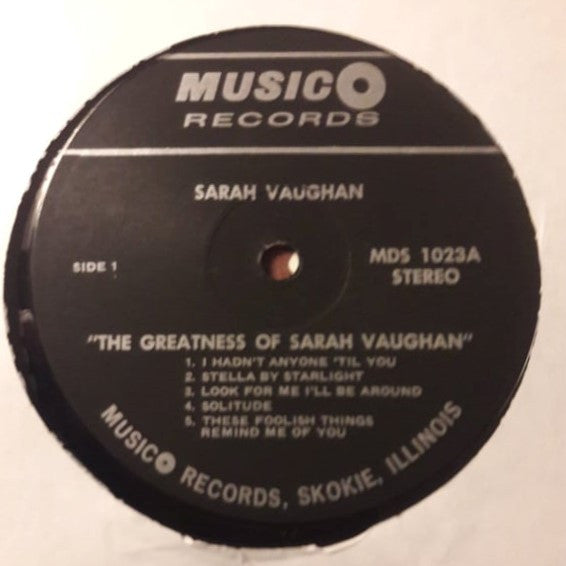 MUSICO
RECORDS
SARAH VAUGHAN
SIDE 1
MDS 1023A
STEREO
"THE GREATNESS OF SARAH VAUGHAN"
1. I HADN'T ANYONE 'TIL YOU
2. STELLA BY STARLIGHT
3. LOOK FOR ME I'LL BE AROUND
4. SOLITUDE
5. THESE FOOLISH THINGS
REMIND ME OF YOU
MUSICO RECORDS, SKOKIE, ILLINOIS